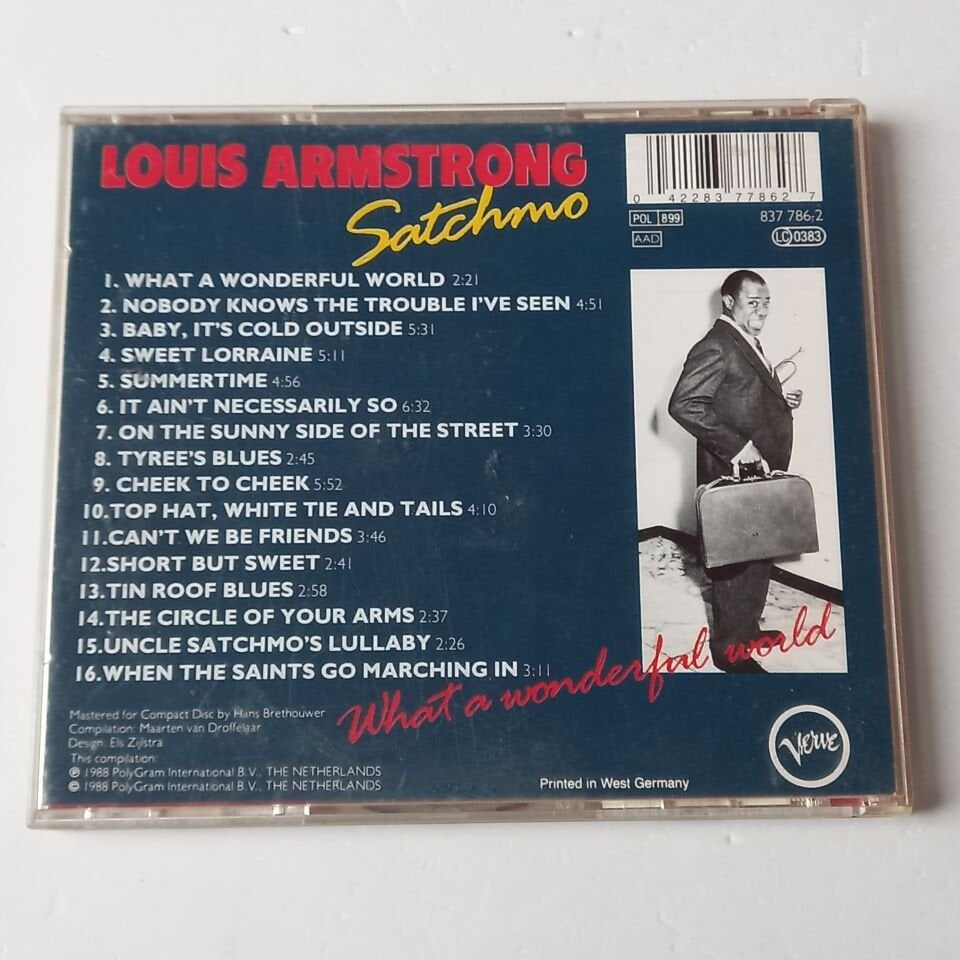 LOUIS ARMSTRONG
Satchmo
0 42283 77862 7
POL 899
837 786-2
AAD
LC 0383
1. WHAT A WONDERFUL WORLD 2:21
2. NOBODY KNOWS THE TROUBLE I'VE SEEN 4:51
3. BABY, IT'S COLD OUTSIDE 5:31
4. SWEET LORRAINE 5:11
5. SUMMERTIME 4:56
6. IT AIN'T NECESSARILY SO 6:32
7. ON THE SUNNY SIDE OF THE STREET 3:30
8. TYREE'S BLUES 2:45
9. CHEEK TO CHEEK 5:52
10.TOP HAT, WHITE TIE AND TAILS 4:10
11.CAN'T WE BE FRIENDS 3:46
12.SHORT BUT SWEET 2:41
13.TIN ROOF BLUES 2:58
14.THE CIRCLE OF YOUR ARMS 2:37
15.UNCLE SATCHMO'S LULLABY 2:26
16.WHEN THE SAINTS GO MARCHING IN 3:11
What a wonderful world
Mastered for Compact Disc by Hans Brethouwer
Compilation: Maarten van Droffelaar
Design: Els Zijlstra
This compilation:
℗ 1988 PolyGram International B.V., THE NETHERLANDS
© 1988 PolyGram International B.V., THE NETHERLANDS
Printed in West Germany
Verve